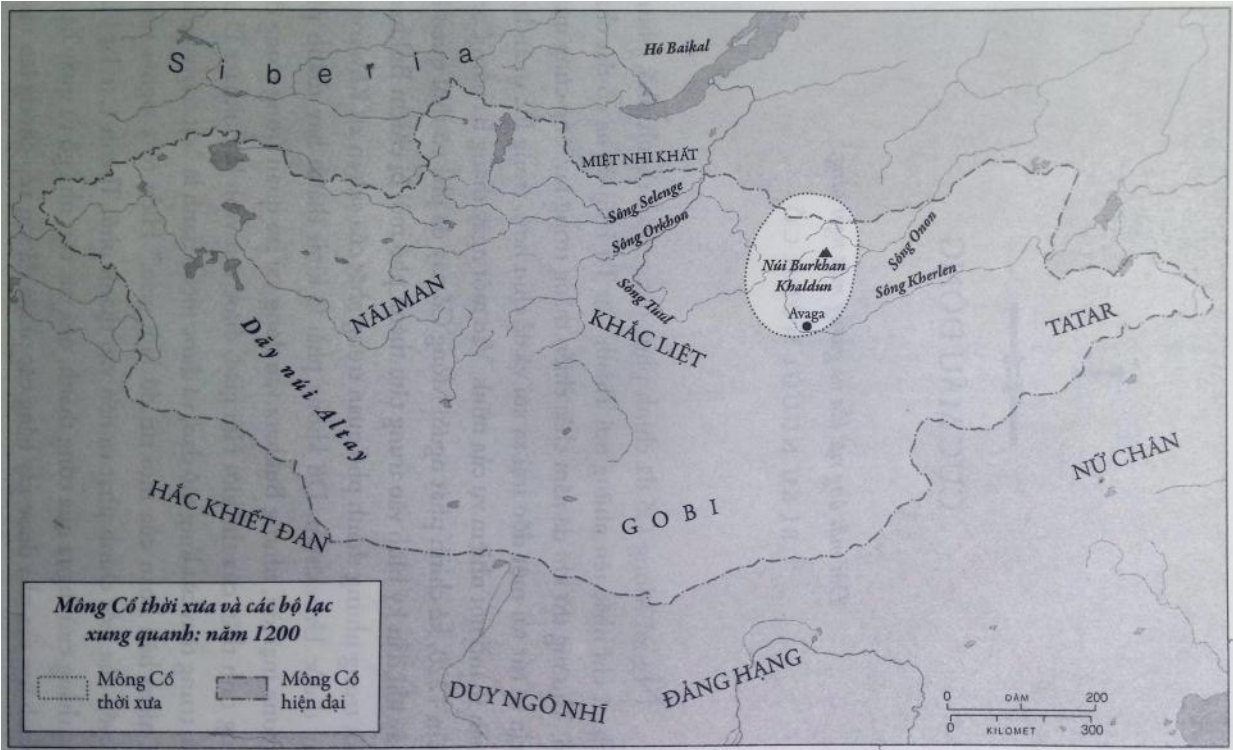 Siberia
Hồ Baikal
MIỆT NHI KHẤT
Sông Selenge
Sông Orkhon
Sông Onon
Núi Burkhan
Khaldun
Sông Kherlen
Sông Tuul
NÃI MAN
KHẮC LIỆT
Avaga
TATAR
Dãy núi Altay
NỮ CHÂN
HẮC KHIẾT ĐAN
GOBI
Mông Cổ thời xưa và các bộ lạc
xung quanh: năm 1200
Mông Cổ
thời xưa
Mông Cổ
hiện đại
DUY NGÔ NHĨ
ĐẢNG HẠNG
0 DẶM 200
0 KILOMET 300